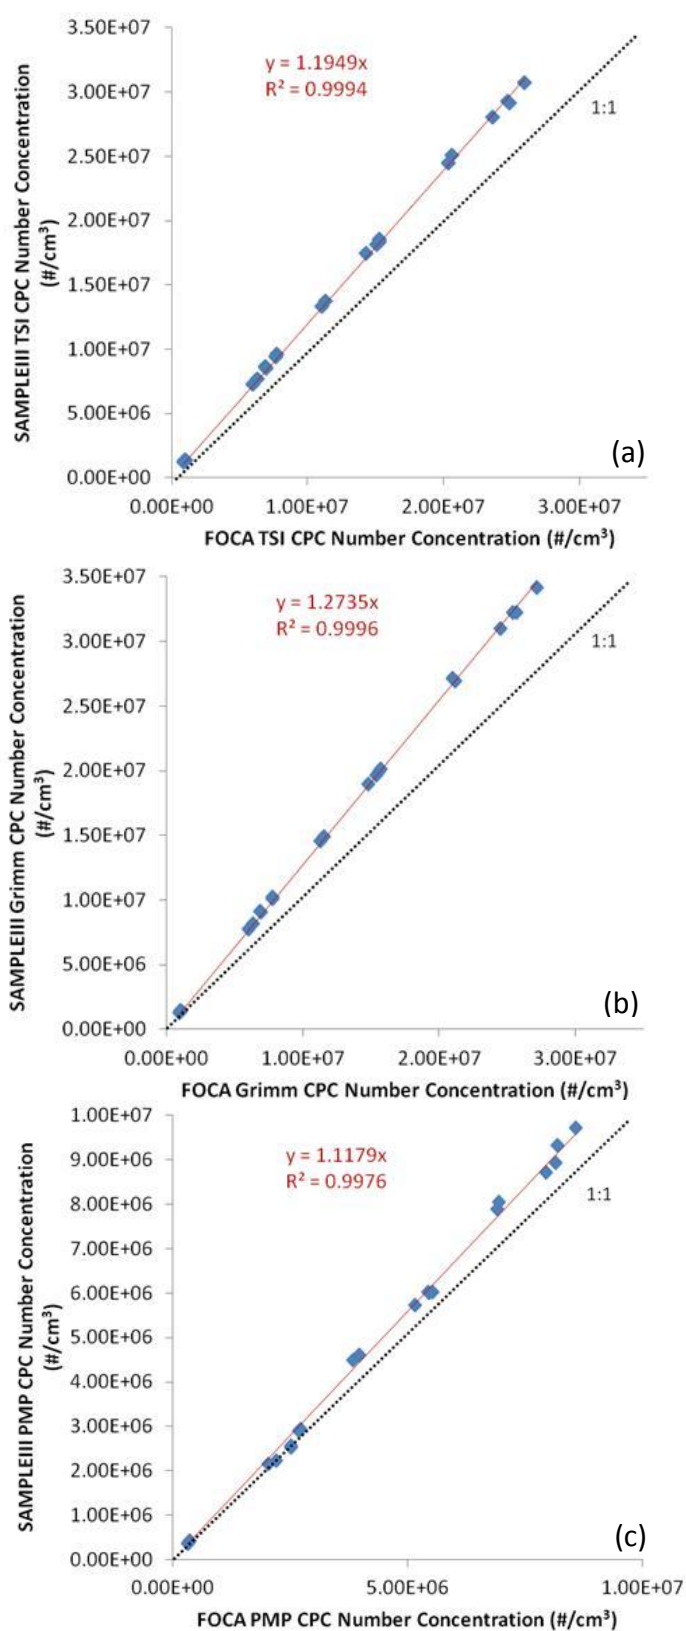 3.50E+07
3.00E+07
2.50E+07
2.00E+07
1.50E+07
1.00E+07
5.00E+06
0.00E+00
SAMPLEIII TSI CPC Number Concentration
(#/cm³)
y = 1.1949x
R² = 0.9994
1:1
(a)
0.00E+00 1.00E+07 2.00E+07 3.00E+07
FOCA TSI CPC Number Concentration (#/cm³)
3.50E+07
3.00E+07
2.50E+07
2.00E+07
1.50E+07
1.00E+07
5.00E+06
0.00E+00
SAMPLEIII Grimm CPC Number Concentration
(#/cm³)
y = 1.2735x
R² = 0.9996
1:1
(b)
0.00E+00 1.00E+07 2.00E+07 3.00E+07
FOCA Grimm CPC Number Concentration (#/cm³)
1.00E+07
9.00E+06
8.00E+06
7.00E+06
6.00E+06
5.00E+06
4.00E+06
3.00E+06
2.00E+06
1.00E+06
0.00E+00
SAMPLEIII PMP CPC Number Concentration
(#/cm³)
y = 1.1179x
R² = 0.9976
1:1
(c)
0.00E+00 5.00E+06 1.00E+07
FOCA PMP CPC Number Concentration (#/cm³)